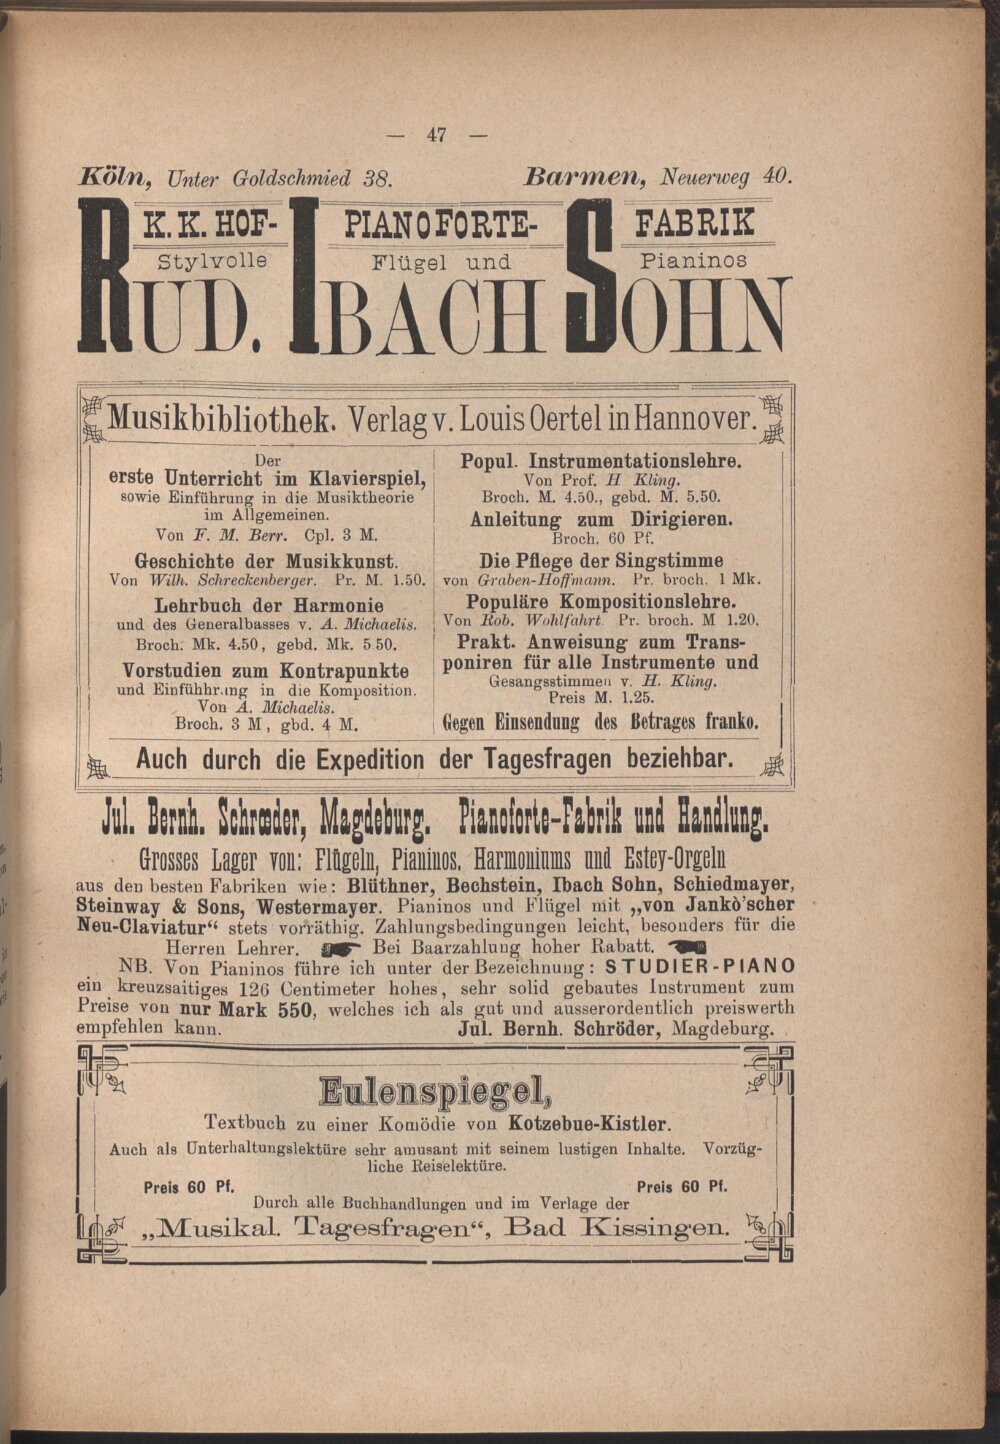 — 47 —
Köln, Unter Goldschmied 38. Barmen, Neuerweg 40.
K. K. HOF- PIANOFORTE- FABRIK
Stylvolle Flügel und Pianinos
RUD. IBACH SOHN
Musikbibliothek. Verlag v. Louis Oertel in Hannover.
Der
erste Unterricht im Klavierspiel,
sowie Einführung in die Musiktheorie
im Allgemeinen.
Von F. M. Berr. Cpl. 3 M.
Geschichte der Musikkunst.
Von Wilh. Schreckenberger. Pr. M. 1.50.
Lehrbuch der Harmonie
und des Generalbasses v. A. Michaelis.
Broch. Mk. 4.50, gebd. Mk. 5.50.
Vorstudien zum Kontrapunkte
und Einführhrung in die Komposition.
Von A. Michaelis.
Broch. 3 M, gbd. 4 M.
Popul. Instrumentationslehre.
Von Prof. H Kling.
Broch. M. 4.50., gebd. M. 5.50.
Anleitung zum Dirigieren.
Broch. 60 Pf.
Die Pflege der Singstimme
von Graben-Hoffmann. Pr. broch. 1 Mk.
Populäre Kompositionslehre.
Von Rob. Wohlfahrt. Pr. broch. M 1.20.
Prakt. Anweisung zum Trans-
poniren für alle Instrumente und
Gesangsstimmen v. H. Kling.
Preis M. 1.25.
Gegen Einsendung des Betrages franko.
Auch durch die Expedition der Tagesfragen beziehbar.
Jul. Bernh. Schrœder, Magdeburg. Pianoforte-Fabrik und Handlung.
Grosses Lager von: Flügeln, Pianinos, Harmoniums und Estey-Orgeln
aus den besten Fabriken wie: Blüthner, Bechstein, Ibach Sohn, Schiedmayer,
Steinway & Sons, Westermayer. Pianinos und Flügel mit „von Jankò'scher
Neu-Claviatur“ stets vorräthig. Zahlungsbedingungen leicht, besonders für die
Herren Lehrer. Bei Baarzahlung hoher Rabatt.
NB. Von Pianinos führe ich unter der Bezeichnung: STUDIER-PIANO
ein kreuzsaitiges 126 Centimeter hohes, sehr solid gebautes Instrument zum
Preise von nur Mark 550, welches ich als gut und ausserordentlich preiswerth
empfehlen kann. Jul. Bernh. Schröder, Magdeburg.
Eulenspiegel,
Textbuch zu einer Komödie von Kotzebue-Kistler.
Auch als Unterhaltungslektüre sehr amusant mit seinem lustigen Inhalte. Vorzüg-
liche Reiselektüre.
Preis 60 Pf. Preis 60 Pf.
Durch alle Buchhandlungen und im Verlage der
„Musikal. Tagesfragen“, Bad Kissingen.